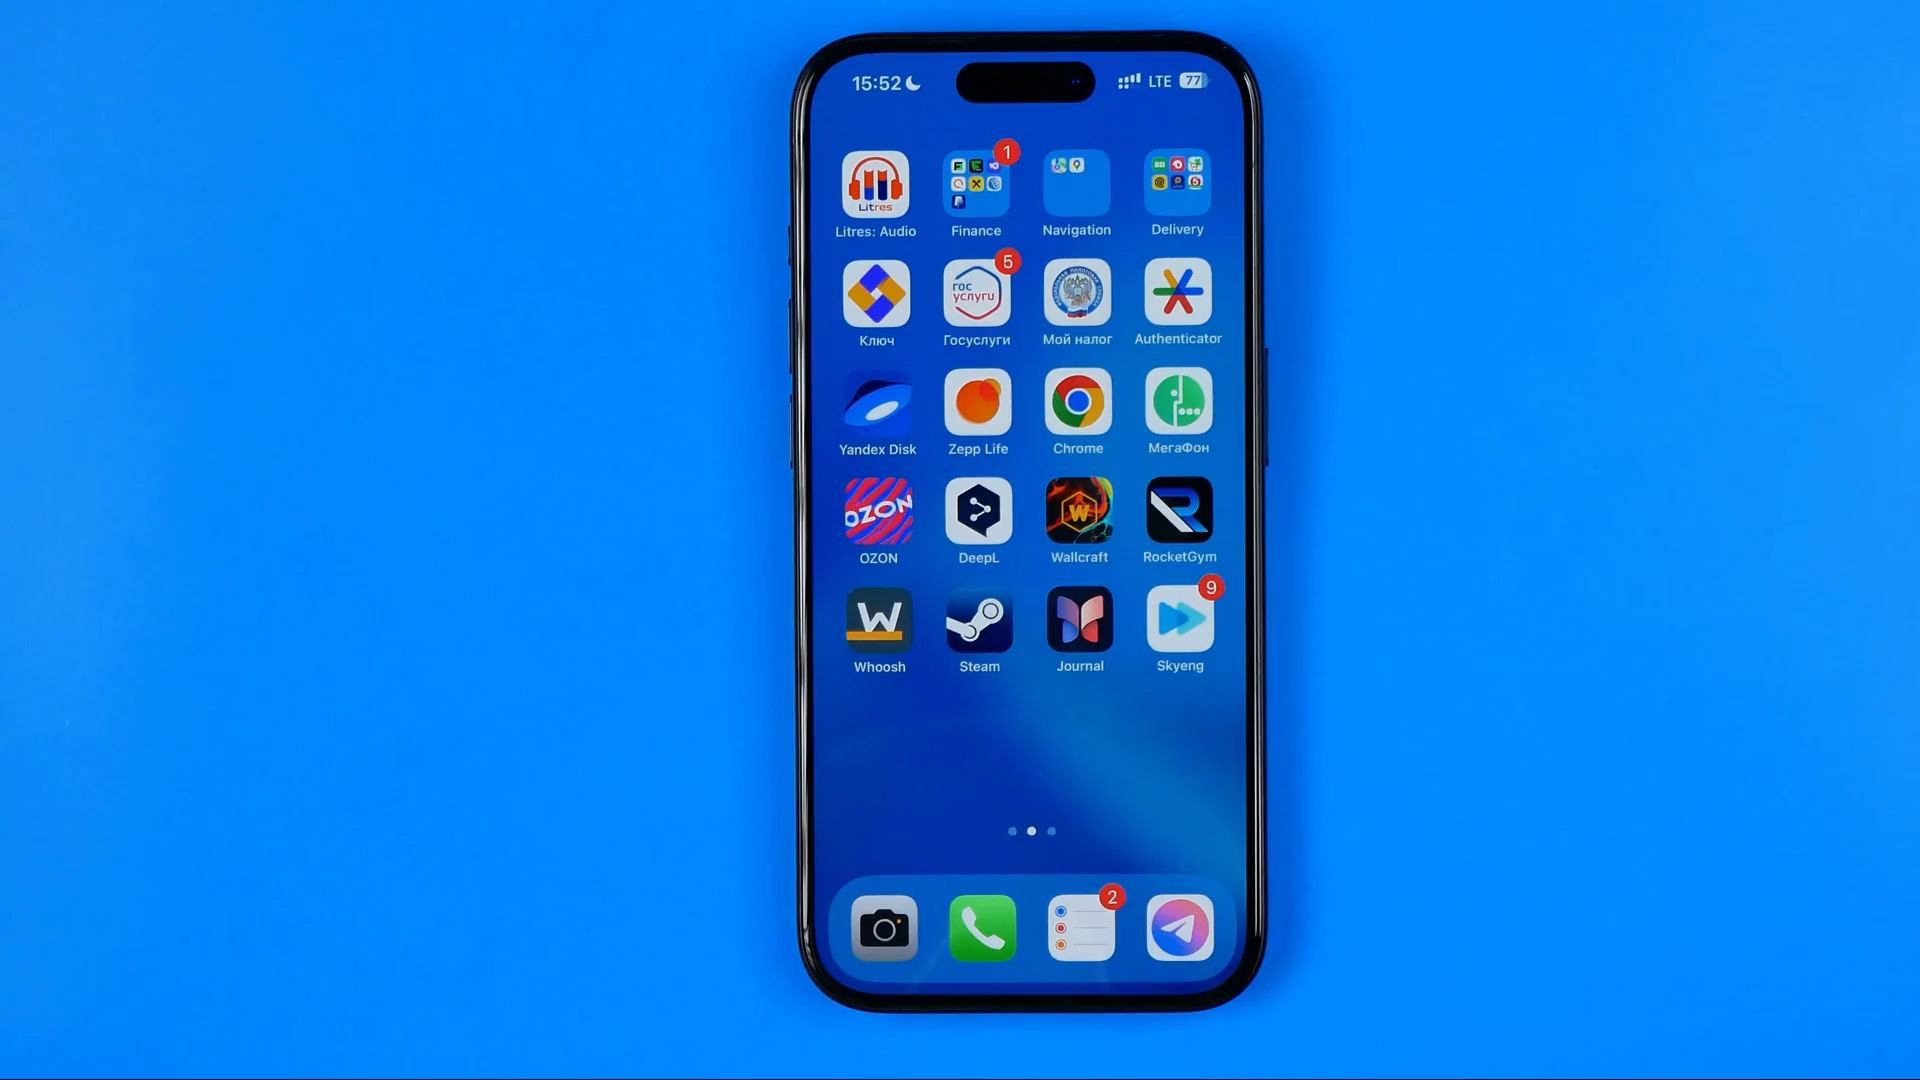 15:52 LTE 77
Litres
1
Litres: Audio Finance Navigation Delivery
5
гос
услуги
Ключ Госуслуги Мой налог Authenticator
Yandex Disk Zepp Life Chrome МегаФон
OZON
W
OZON DeepL Wallcraft RocketGym
9
W
Whoosh Steam Journal Skyeng
2